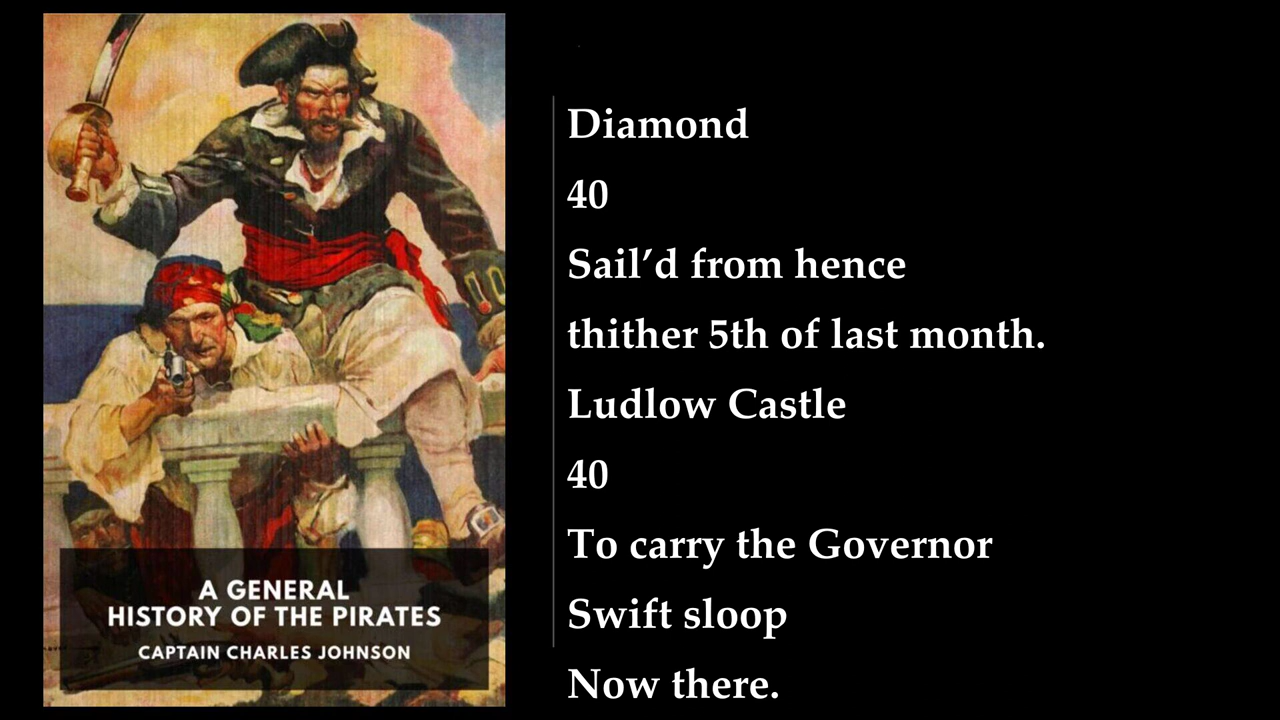 A GENERAL
HISTORY OF THE PIRATES
CAPTAIN CHARLES JOHNSON
Diamond
40
Sail’d from hence
thither 5th of last month.
Ludlow Castle
40
To carry the Governor
Swift sloop
Now there.